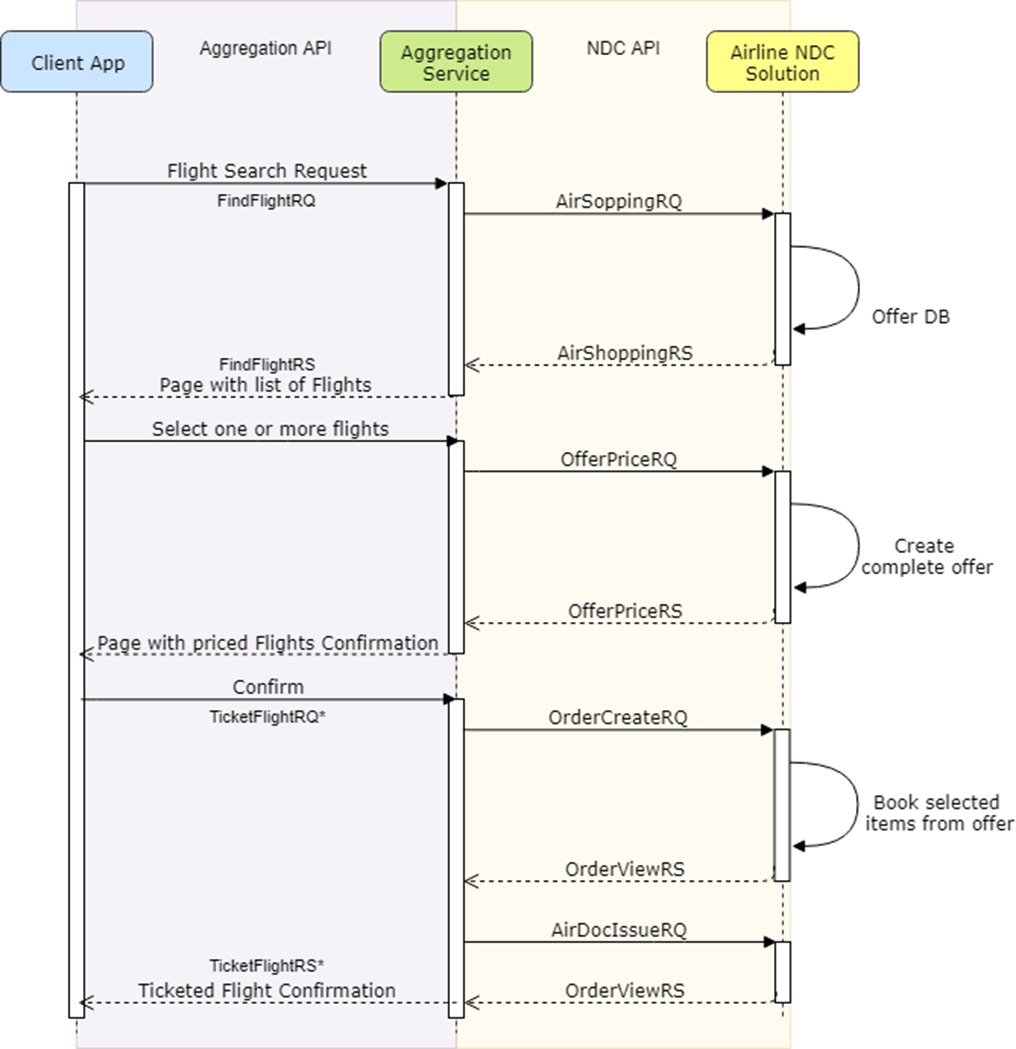 Aggregation API
NDC API
Client App
Aggregation
Service
Airline NDC
Solution
Flight Search Request
FindFlightRQ
AirSoppingRQ
Offer DB
AirShoppingRS
FindFlightRS
Page with list of Flights
Select one or more flights
OfferPriceRQ
Create
complete offer
OfferPriceRS
Page with priced Flights Confirmation
Confirm
TicketFlightRQ*
OrderCreateRQ
Book selected
items from offer
OrderViewRS
AirDocIssueRQ
TicketFlightRS*
Ticketed Flight Confirmation
OrderViewRS